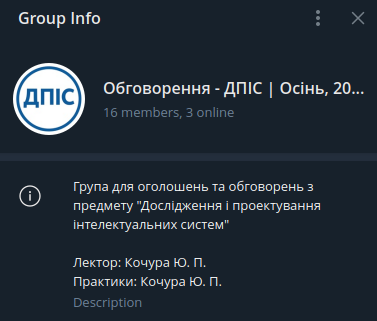 Group Info
ДПІС
Обговорення - ДПІС | Осінь, 20...
16 members, 3 online
Група для оголошень та обговорень з
предмету "Дослідження і проектування
інтелектуальних систем"
Лектор: Кочура Ю. П.
Практики: Кочура Ю. П.
Description